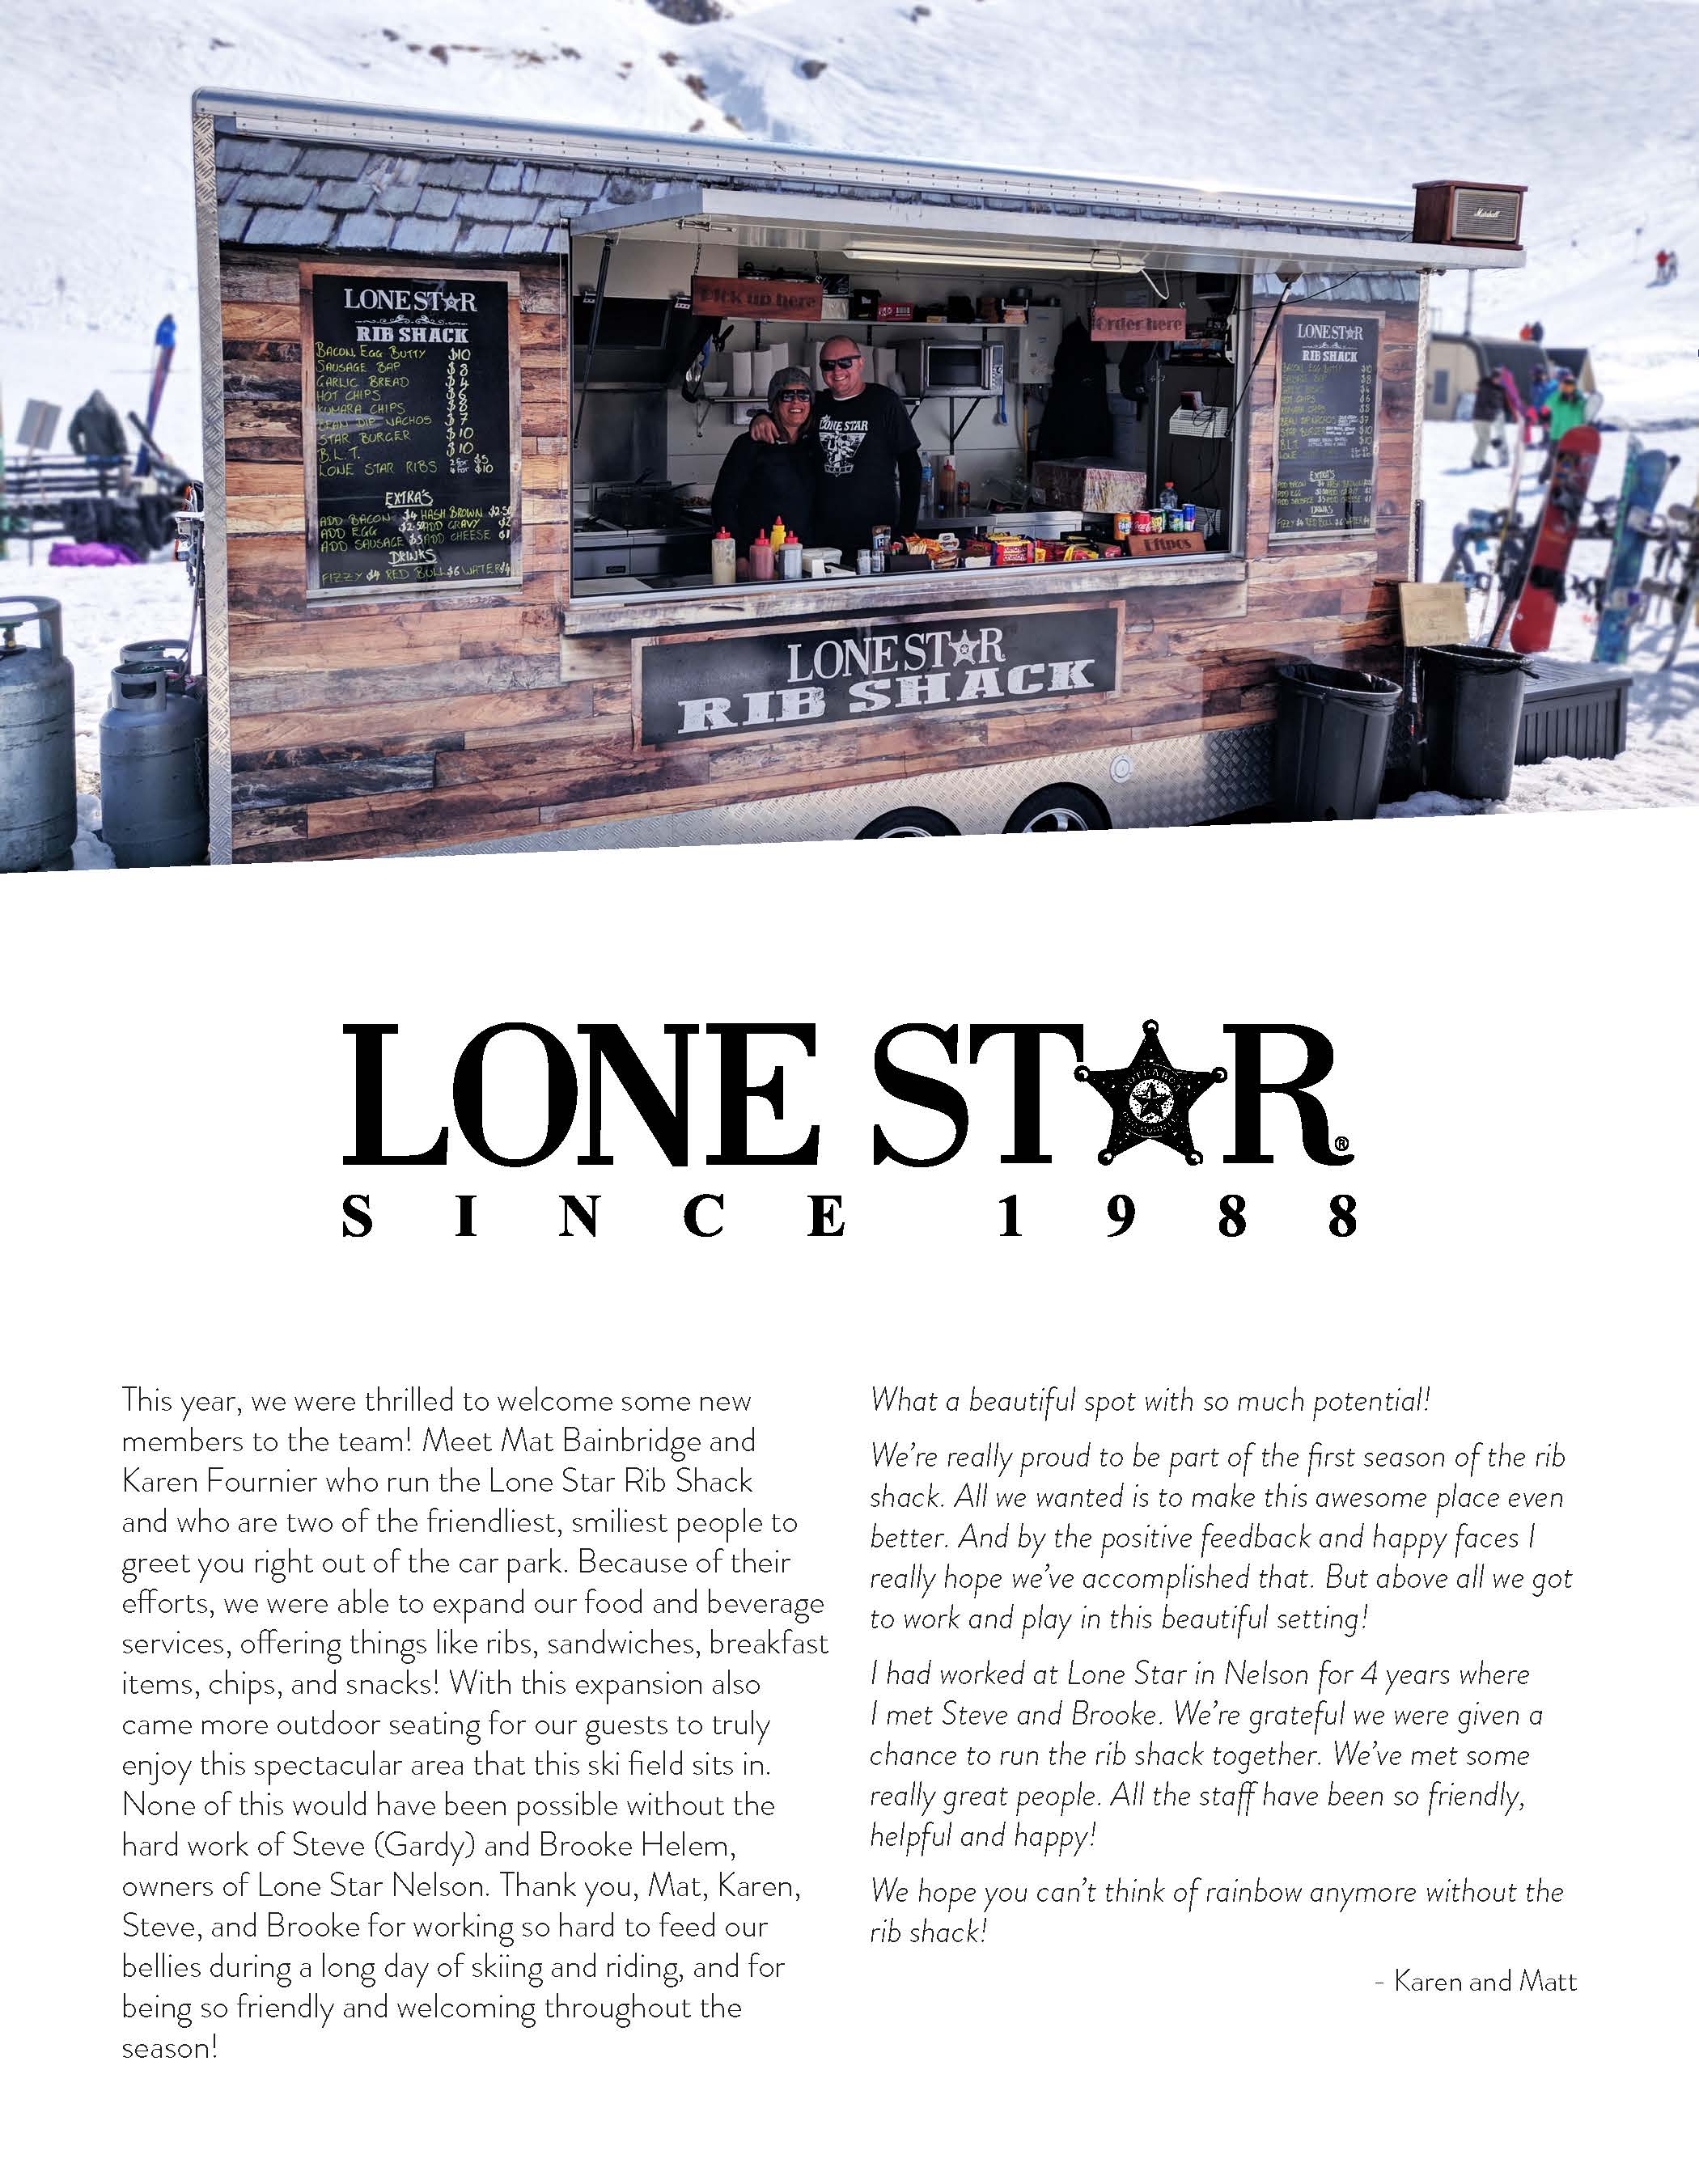 Marshall
Pick up here
Order here
LONE STAR
RIB SHACK
BACON, EGG BUTTY $10
SAUSAGE BAP $8
GARLIC BREAD $4
HOT CHIPS $6
KUMARA CHIPS $8
BEAN DIP NACHOS $7
STAR BURGER $10
B.L.T. $10
LONE STAR RIBS 2 for $5
4 for $10
EXTRA'S
ADD BACON $4 HASH BROWN $2.50
ADD EGG $2.50 ADD GRAVY $2
ADD SAUSAGE $3 ADD CHEESE $1
DRINKS
FIZZY $4 RED BULL $6 WATER $4
LONE STAR
LONE STAR
RIB SHACK
EXTRA'S
DRINKS
Eftpos
LONE STAR
RIB SHACK
LONE STAR®
SINCE 1988
This year, we were thrilled to welcome some new
members to the team! Meet Mat Bainbridge and
Karen Fournier who run the Lone Star Rib Shack
and who are two of the friendliest, smiliest people to
greet you right out of the car park. Because of their
efforts, we were able to expand our food and beverage
services, offering things like ribs, sandwiches, breakfast
items, chips, and snacks! With this expansion also
came more outdoor seating for our guests to truly
enjoy this spectacular area that this ski field sits in.
None of this would have been possible without the
hard work of Steve (Gardy) and Brooke Helem,
owners of Lone Star Nelson. Thank you, Mat, Karen,
Steve, and Brooke for working so hard to feed our
bellies during a long day of skiing and riding, and for
being so friendly and welcoming throughout the
season!
What a beautiful spot with so much potential!
We're really proud to be part of the first season of the rib
shack. All we wanted is to make this awesome place even
better. And by the positive feedback and happy faces I
really hope we've accomplished that. But above all we got
to work and play in this beautiful setting!
I had worked at Lone Star in Nelson for 4 years where
I met Steve and Brooke. We're grateful we were given a
chance to run the rib shack together. We've met some
really great people. All the staff have been so friendly,
helpful and happy!
We hope you can't think of rainbow anymore without the
rib shack!
- Karen and Matt